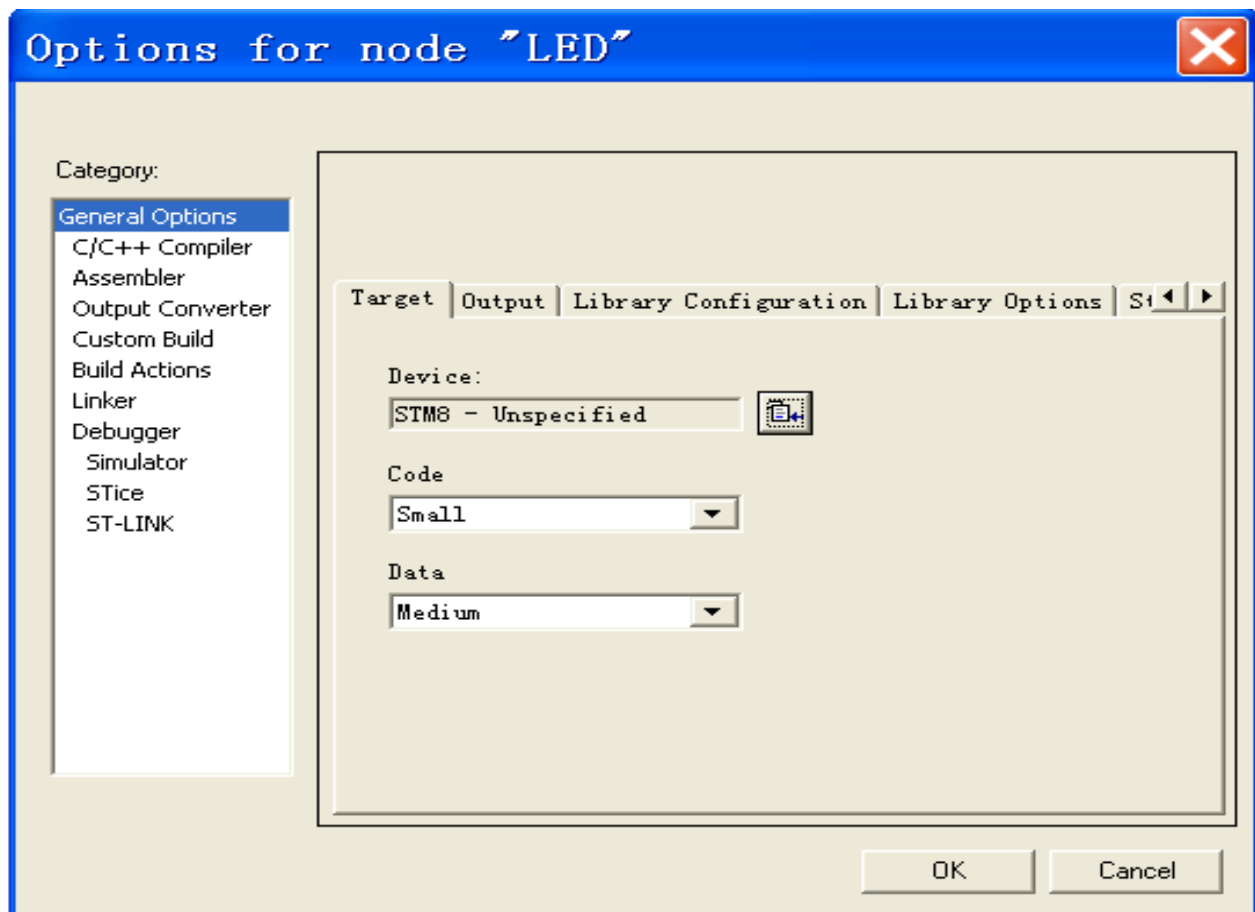 Options for node "LED"
Category:
General Options
C/C++ Compiler
Assembler
Output Converter
Custom Build
Build Actions
Linker
Debugger
Simulator
STice
ST-LINK
Target Output Library Configuration Library Options
Device:
STM8 - Unspecified
Code
Small
Data
Medium
OK Cancel